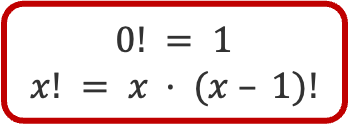 0! = 1
x! = x · (x – 1)!